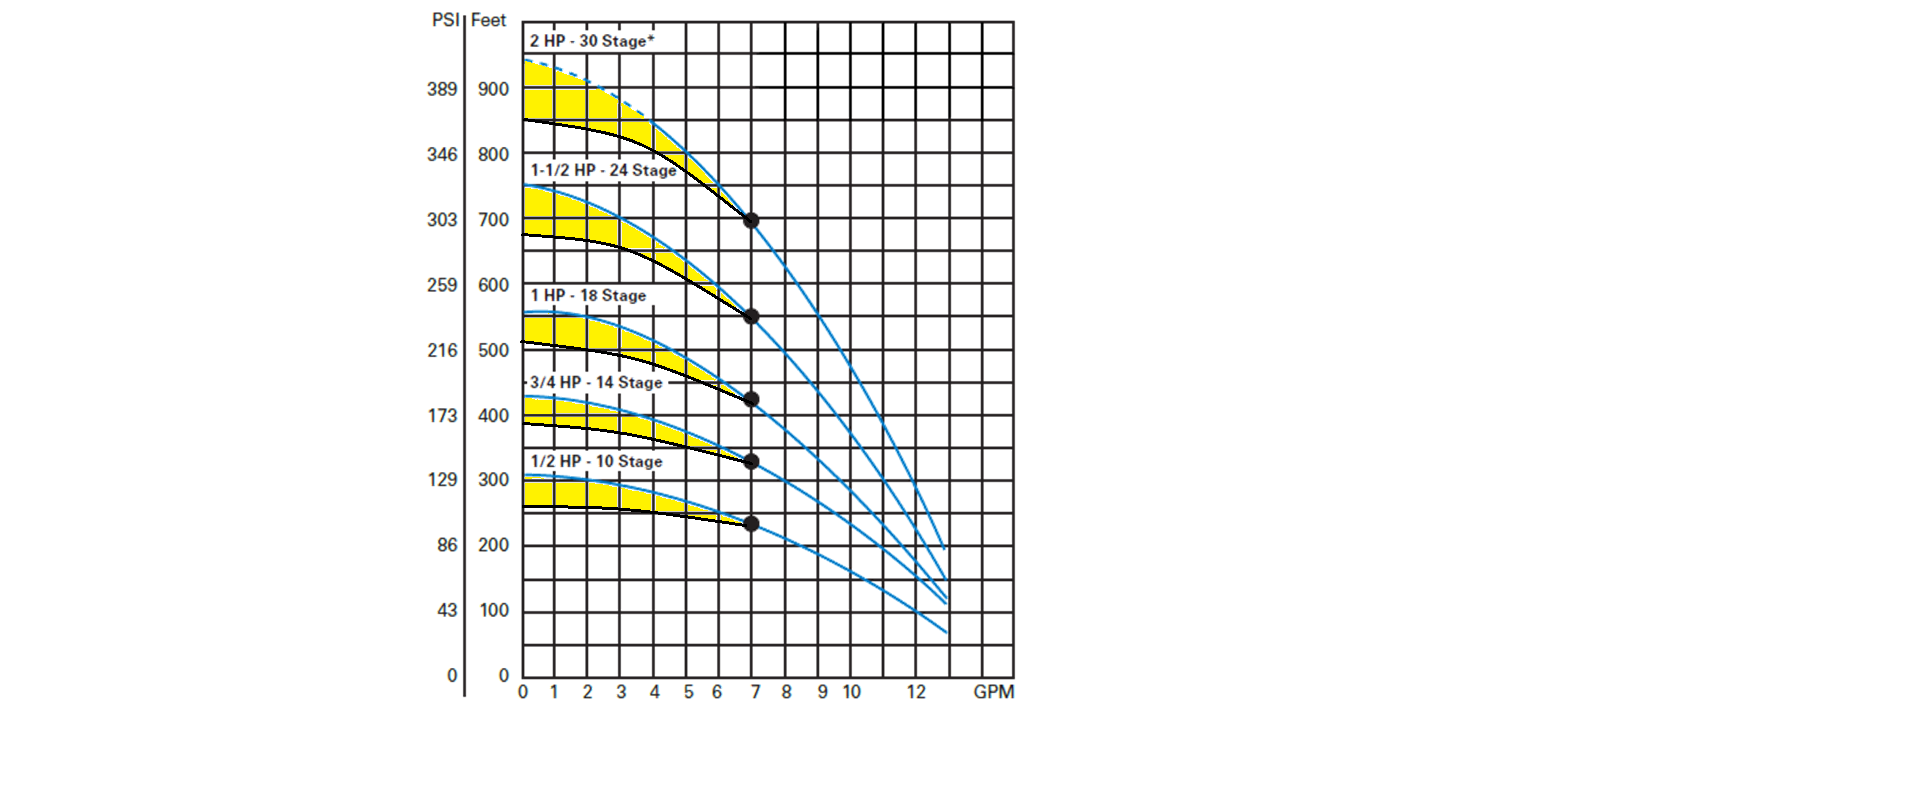 PSI Feet
2 HP - 30 Stage*
389 900
346 800
1-1/2 HP - 24 Stage
303 700
259 600
1 HP - 18 Stage
216 500
3/4 HP - 14 Stage
173 400
1/2 HP - 10 Stage
129 300
86 200
43 100
0 0
0 1 2 3 4 5 6 7 8 9 10 12 GPM